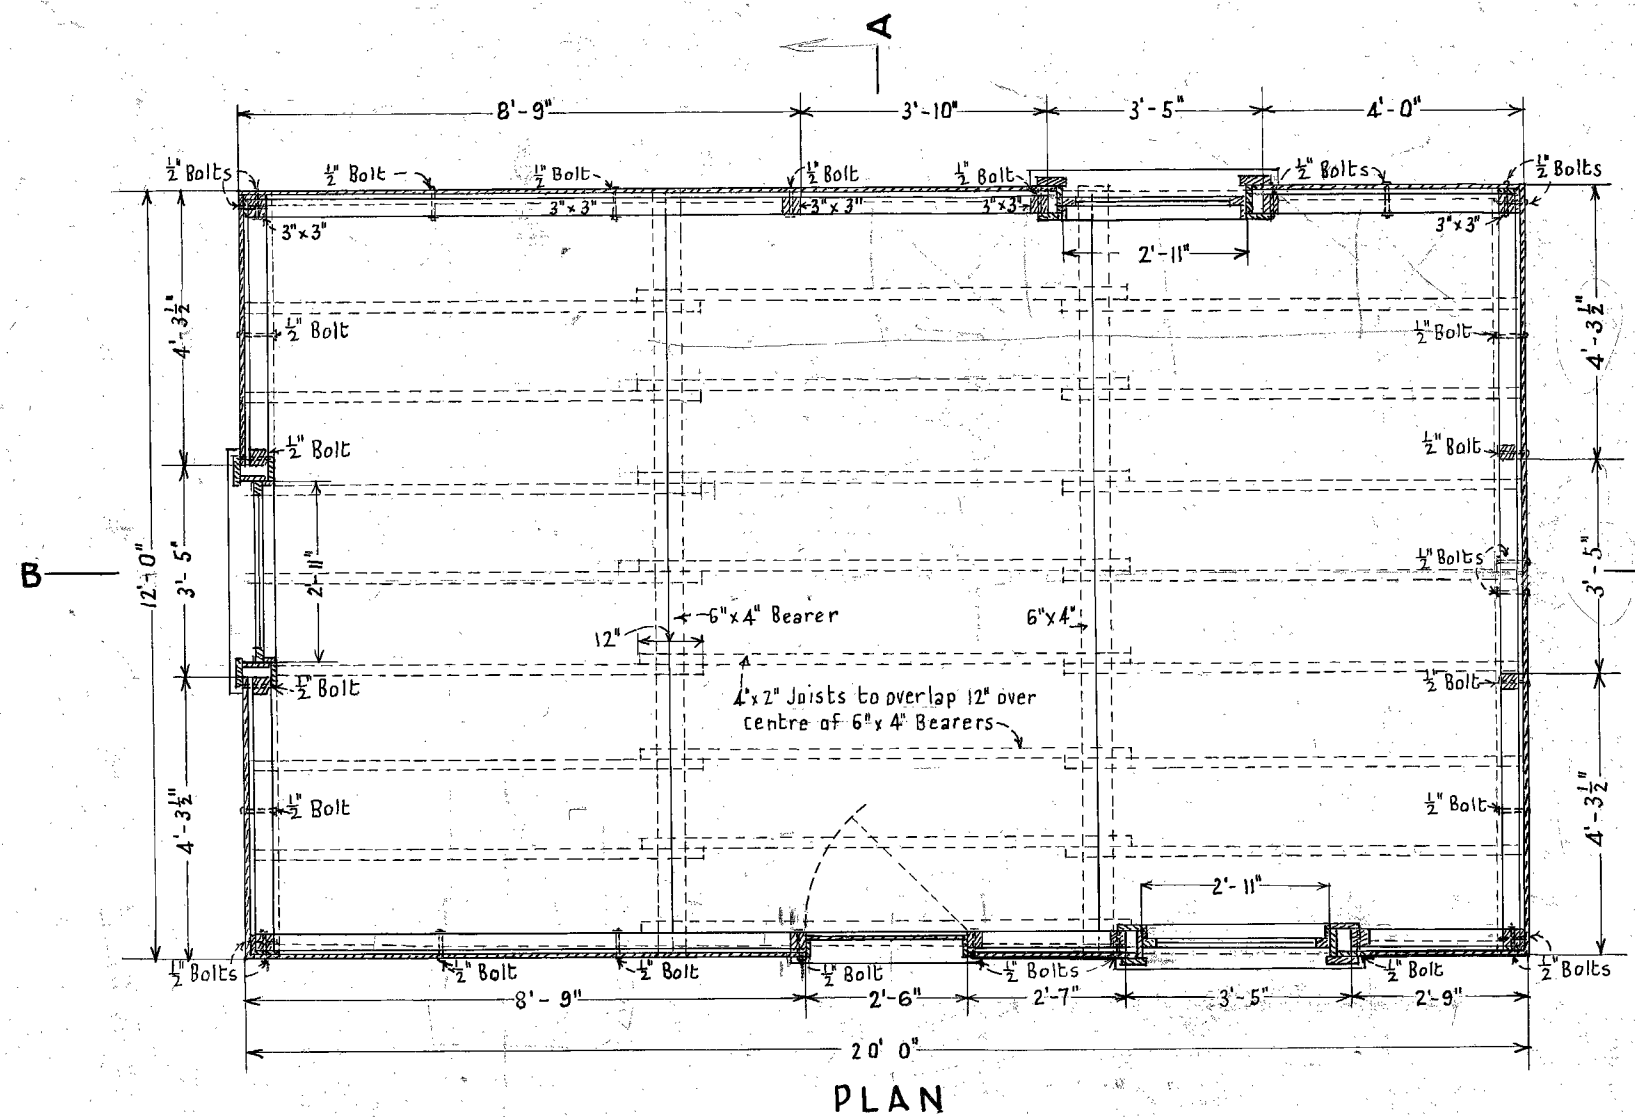 A
8'-9" 3'-10" 3'-5" 4'-0"
½" Bolts ½" Bolt ½" Bolt ½" Bolt ½" Bolt ½" Bolts ½" Bolts
3"x3" 3"x3" 3"x3" 3"x3" 3"x3"
2'-11"
4'-3½" ½" Bolt ½" Bolt 4'-3½"
½" Bolt ½" Bolt
B 12'-0" 3'-5" 2'-11" ½" Bolts 3'-5"
12" 6"x4" Bearer 6"x4"
½" Bolt ½" Bolt
4"x2" Joists to overlap 12" over
centre of 6"x4" Bearers
4'-3½" ½" Bolt ½" Bolt 4'-3½"
2'-11"
½" Bolts ½" Bolt ½" Bolt ½" Bolt ½" Bolts ½" Bolt ½" Bolts
8'-9" 2'-6" 2'-7" 3'-5" 2'-9"
20' 0"
PLAN